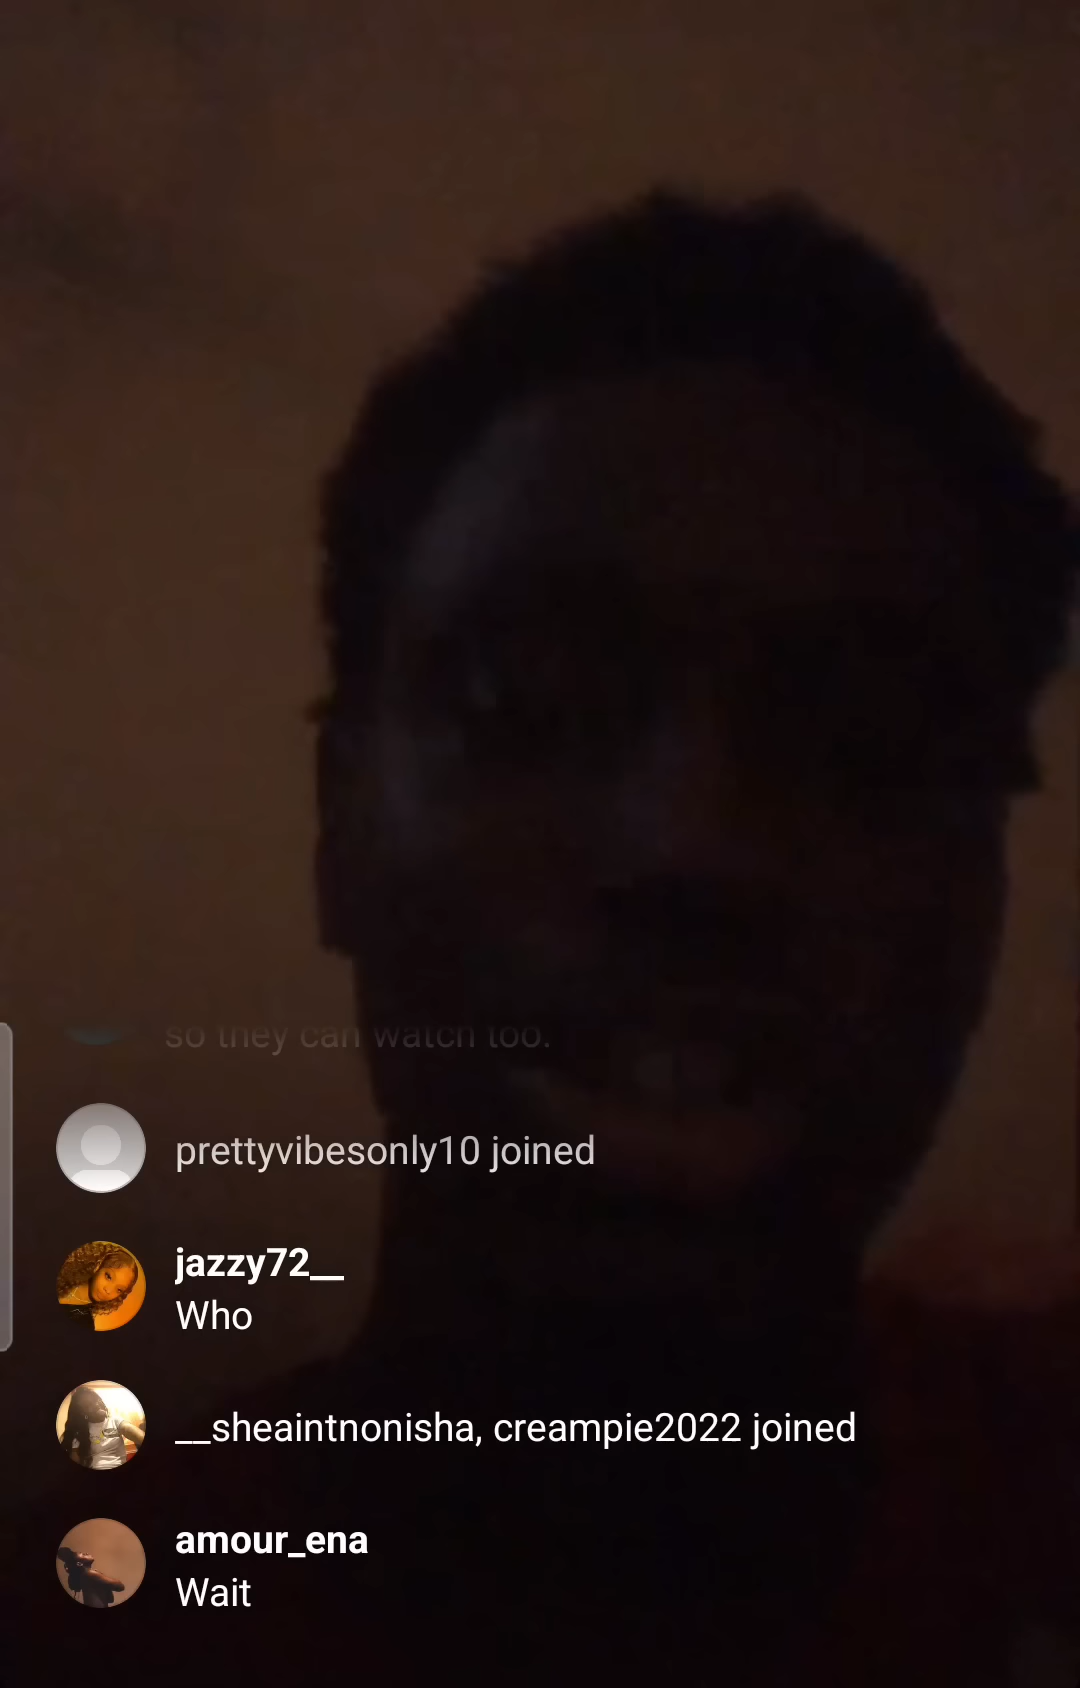 so they can watch too.
prettyvibesonly10 joined
jazzy72__
Who
__sheaintnonisha, creampie2022 joined
amour_ena
Wait